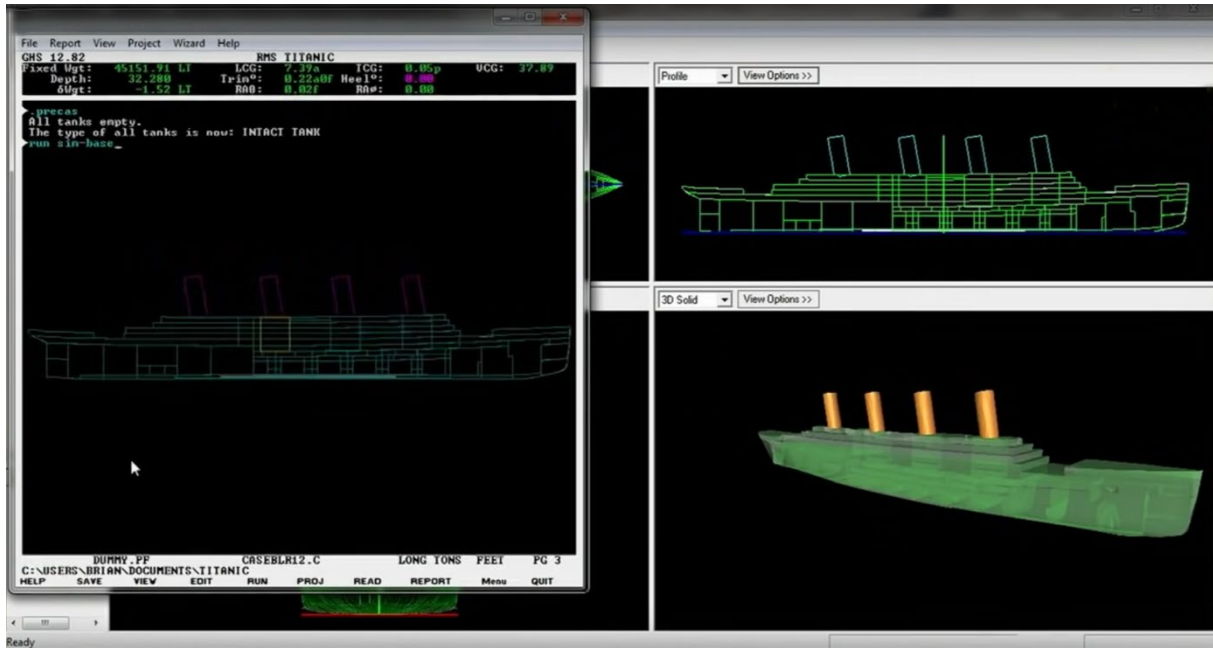 File Report View Project Wizard Help
GHS 12.82 RMS TITANIC
Fixed Wgt: 45151.91 LT LCG: 7.39a TCG: 0.05p VCG: 37.89
Depth: 32.280 Trimº: 0.22a0f Heelº: 0.00
δWgt: -1.52 LT RAθ: 0.02f RAø: 0.00
.precas
All tanks empty.
The type of all tanks is now: INTACT TANK
run sin-base_
DUMMY.PF CASEBLR12.C LONG TONS FEET PG 3
C:\USERS\BRIAN\DOCUMENTS\TITANIC
HELP SAVE VIEW EDIT RUN PROJ READ REPORT Menu QUIT
Profile View Options >>
3D Solid View Options >>
Ready